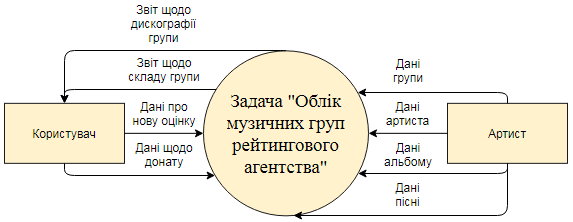 Звіт щодо
дискографії
групи
Звіт щодо
складу групи
Дані про
нову оцінку
Дані щодо
донату
Користувач
Задача "Облік
музичних груп
рейтингового
агентства"
Дані
групи
Дані
артиста
Дані
альбому
Дані
пісні
Артист